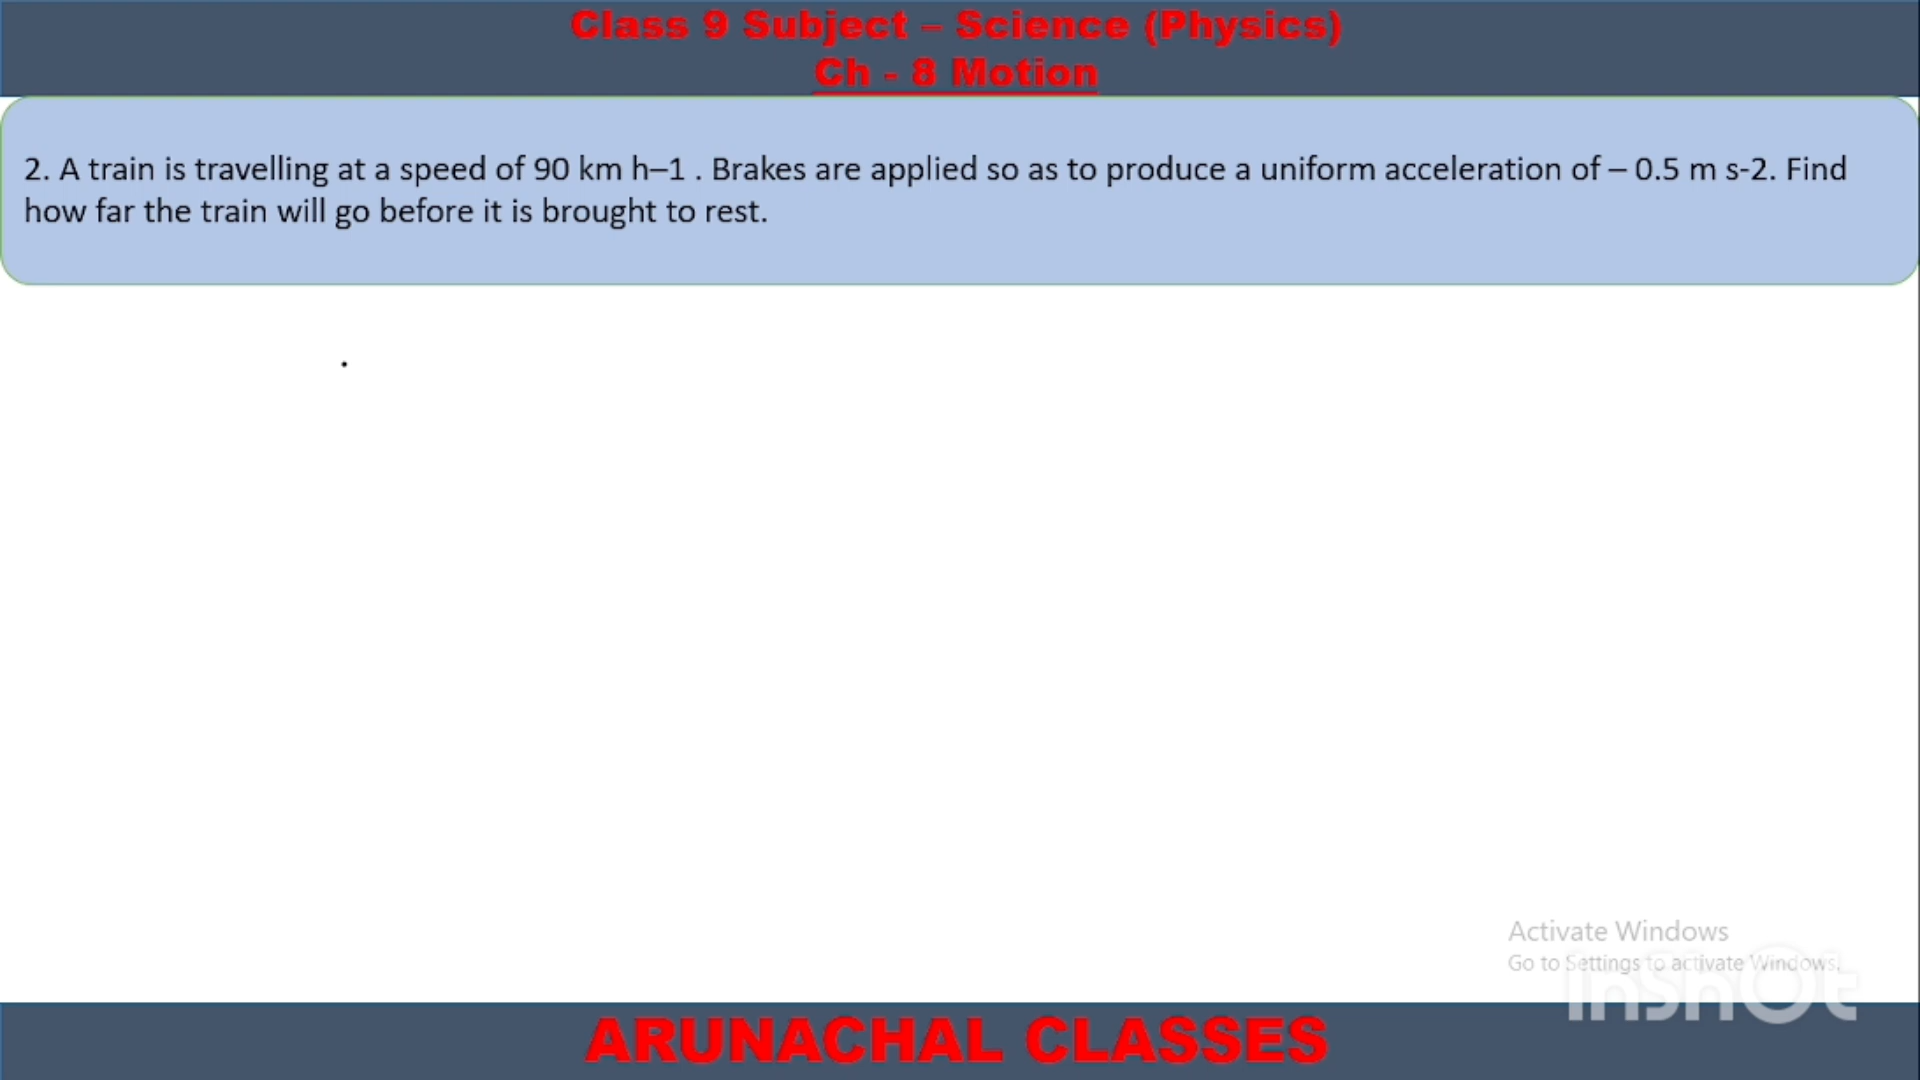 Class 9 Subject – Science (Physics)
Ch - 8 Motion
2. A train is travelling at a speed of 90 km h–1 . Brakes are applied so as to produce a uniform acceleration of – 0.5 m s-2. Find
how far the train will go before it is brought to rest.
Activate Windows
Go to Settings to activate Windows.
InShOt
ARUNACHAL CLASSES